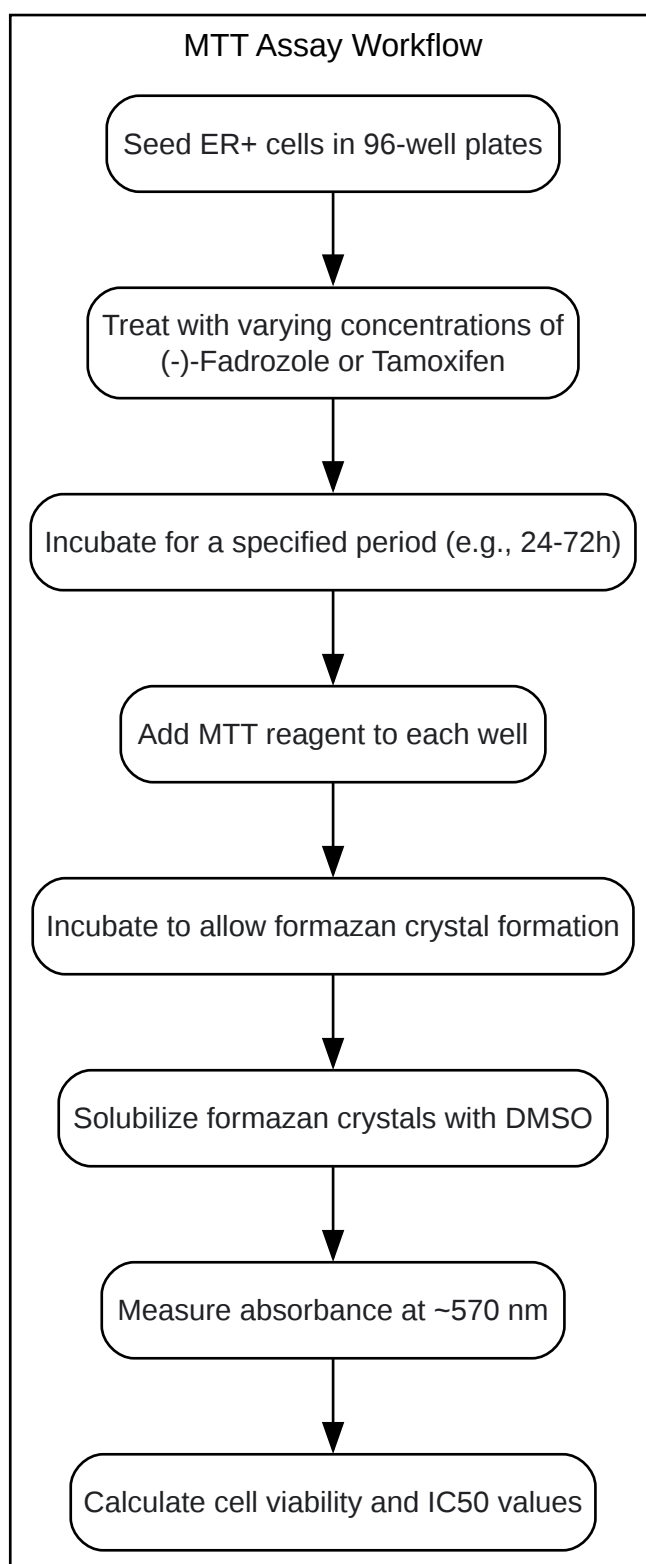 MTT Assay Workflow
Seed ER+ cells in 96-well plates
Treat with varying concentrations of
(-)-Fadrozole or Tamoxifen
Incubate for a specified period (e.g., 24-72h)
Add MTT reagent to each well
Incubate to allow formazan crystal formation
Solubilize formazan crystals with DMSO
Measure absorbance at ~570 nm
Calculate cell viability and IC50 values